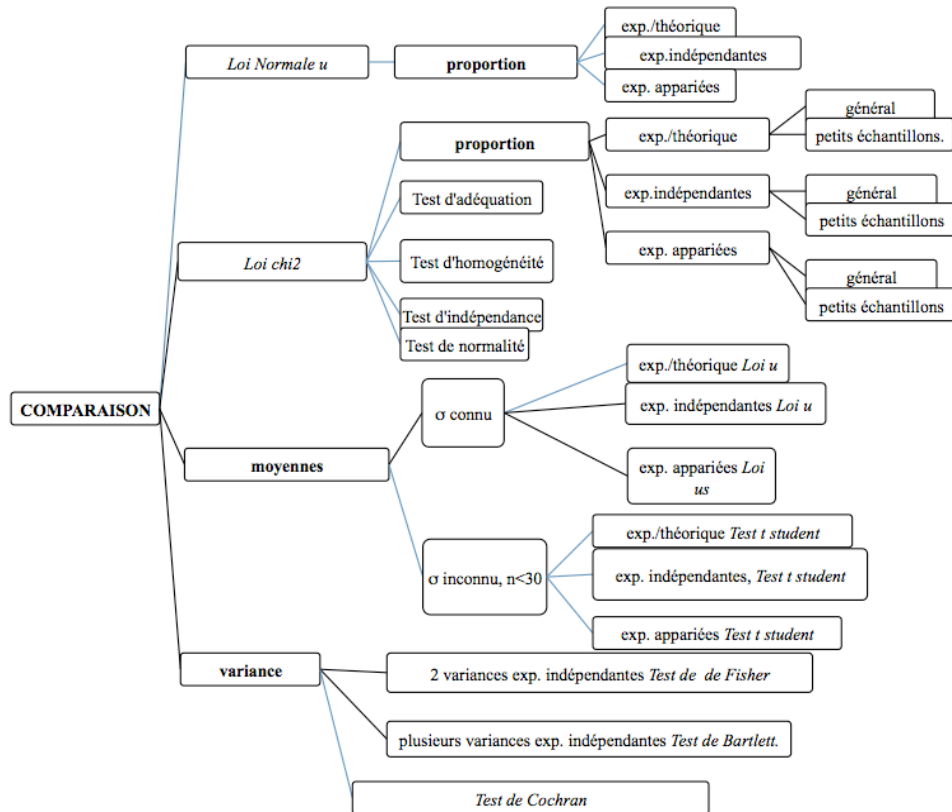 exp./théorique
Loi Normale u
proportion
exp.indépendantes
exp. appariées
général
proportion
exp./théorique
petits échantillons.
Test d'adéquation
exp.indépendantes
général
petits échantillons
Loi chi2
Test d'homogénéité
exp. appariées
général
Test d'indépendance
petits échantillons
Test de normalité
exp./théorique Loi u
COMPARAISON
σ connu
exp. indépendantes Loi u
moyennes
exp. appariées Loi
us
exp./théorique Test t student
σ inconnu, n<30
exp. indépendantes, Test t student
exp. appariées Test t student
variance
2 variances exp. indépendantes Test de de Fisher
plusieurs variances exp. indépendantes Test de Bartlett.
Test de Cochran